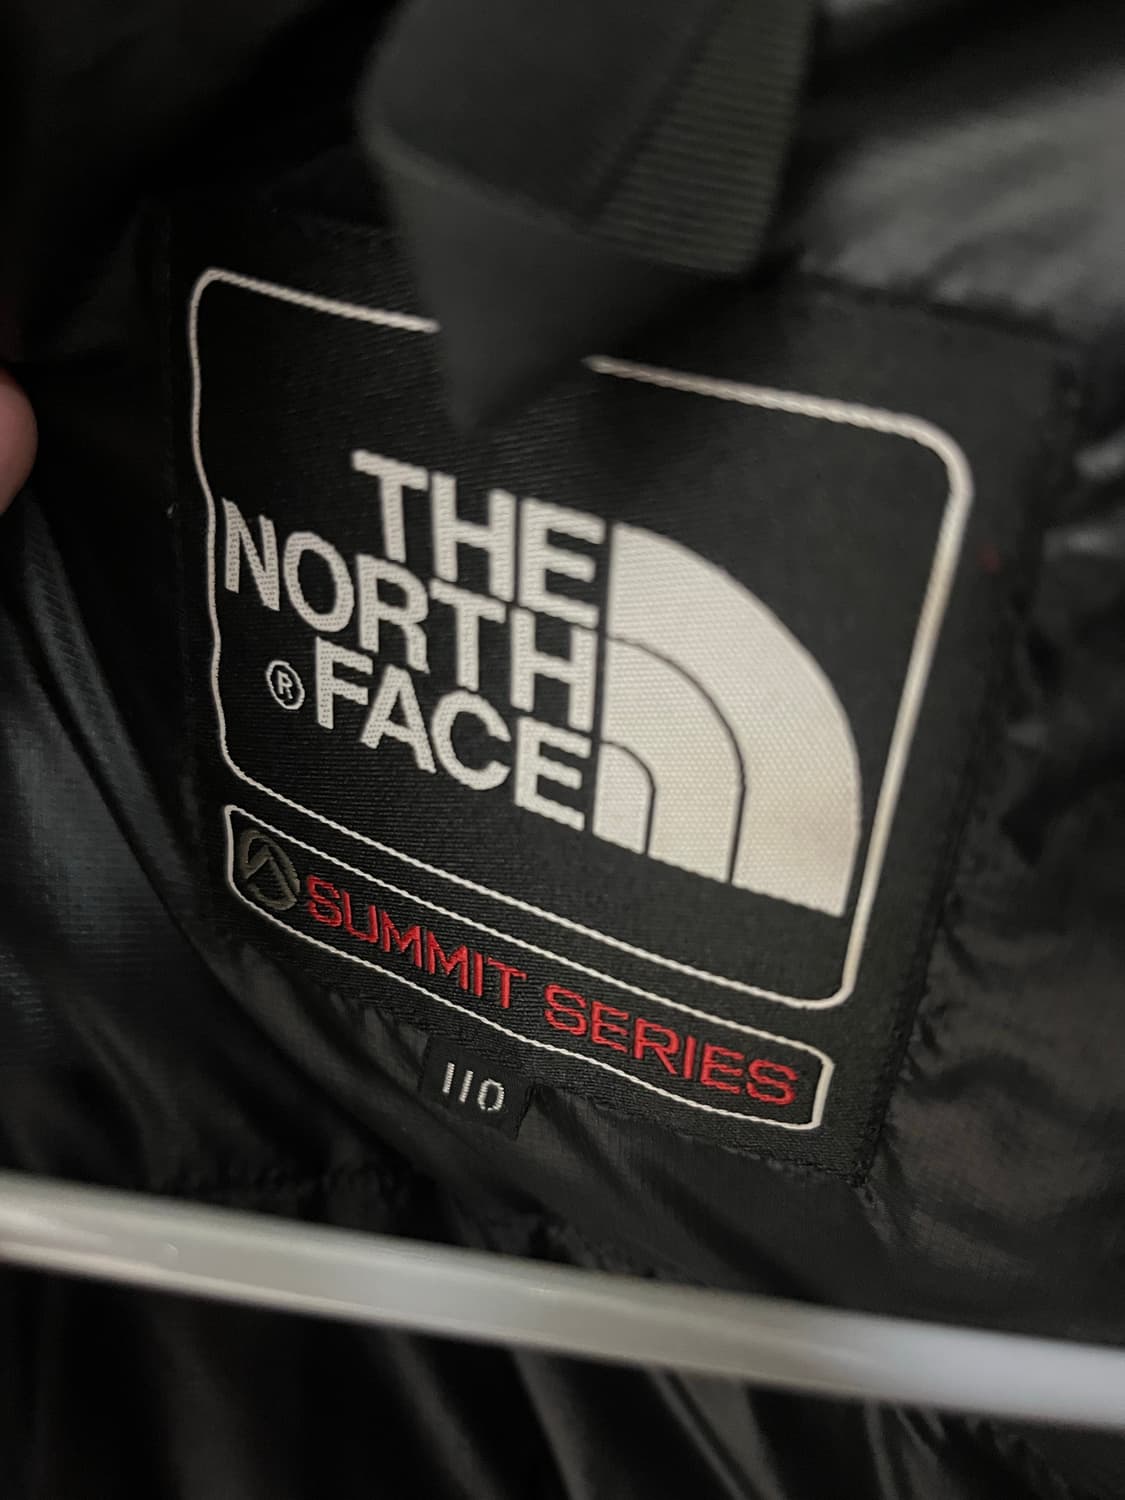 THE
NORTH
® FACE
SUMMIT SERIES
110